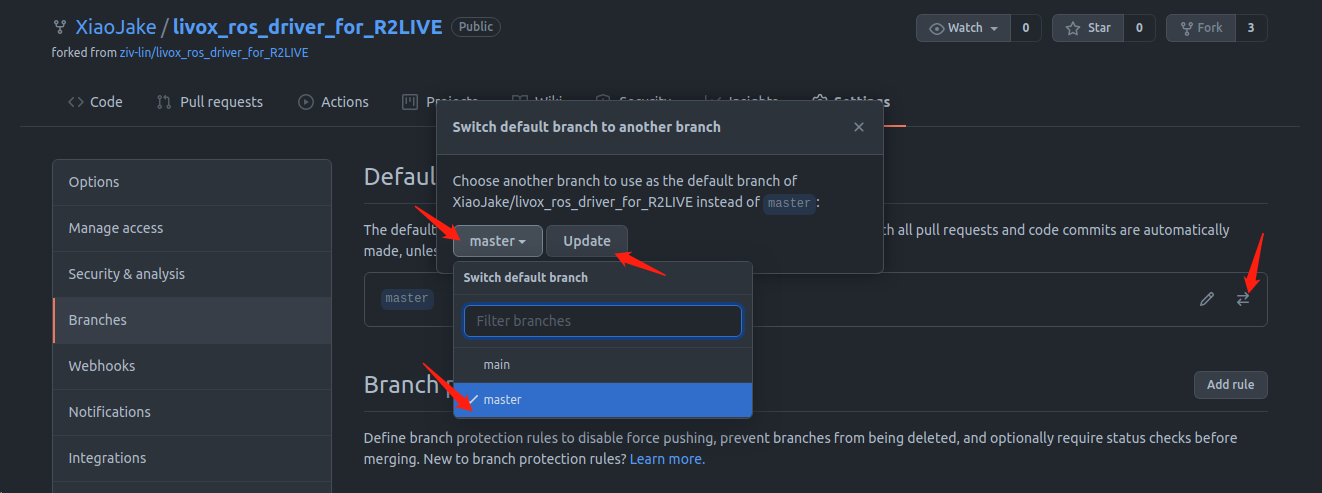 XiaoJake / livox_ros_driver_for_R2LIVE Public
Watch 0 Star 0 Fork 3
forked from ziv-lin/livox_ros_driver_for_R2LIVE
Code Pull requests Actions Projects Wiki Security Insights Settings
Switch default branch to another branch
Options
Manage access
Security & analysis
Branches
Webhooks
Notifications
Integrations
Defaul
Choose another branch to use as the default branch of
XiaoJake/livox_ros_driver_for_R2LIVE instead of master:
The default
all pull requests and code commits are automatically
made, unles
master Update
Switch default branch
Filter branches
main
master
master
Branch
Add rule
Define branch protection rules to disable force pushing, prevent branches from being deleted, and optionally require status checks before
merging. New to branch protection rules? Learn more.